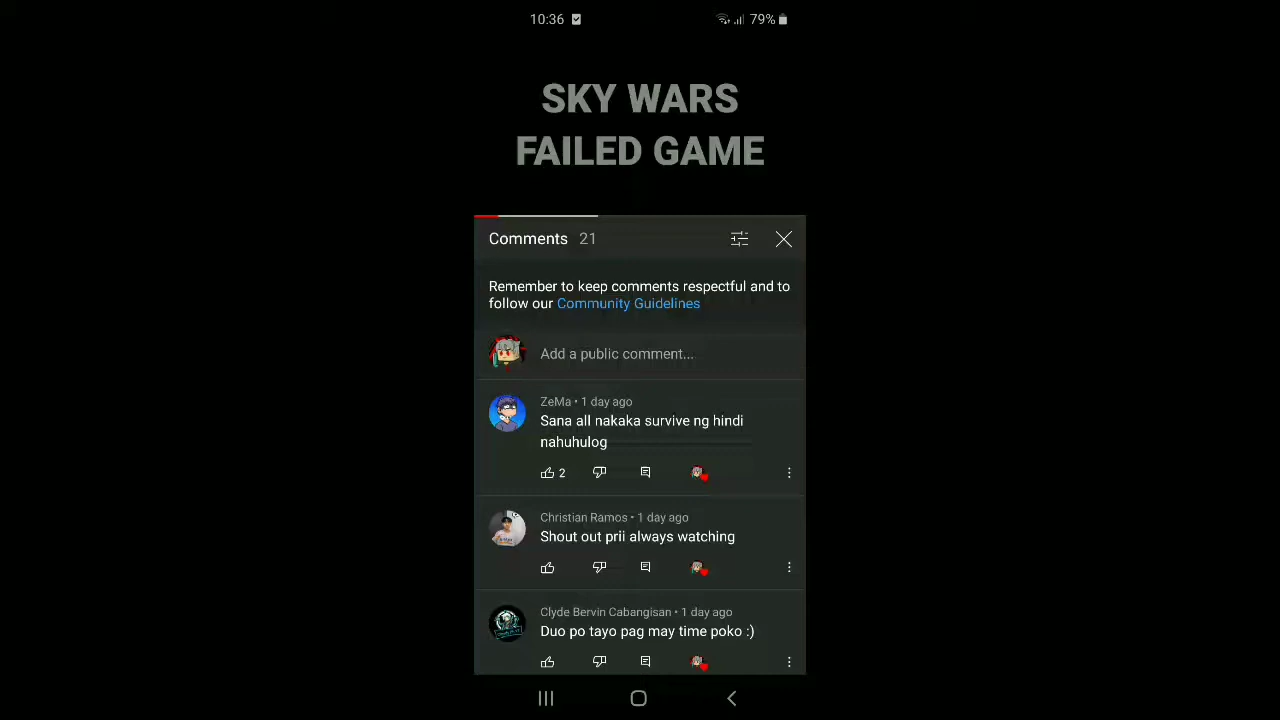 10:36
79%
SKY WARS
FAILED GAME
Comments 21
Remember to keep comments respectful and to
follow our Community Guidelines
Add a public comment...
ZeMa • 1 day ago
Sana all nakaka survive ng hindi
nahuhulog
2
Christian Ramos • 1 day ago
Shout out prii always watching
Clyde Bervin Cabangisan • 1 day ago
Duo po tayo pag may time poko :)